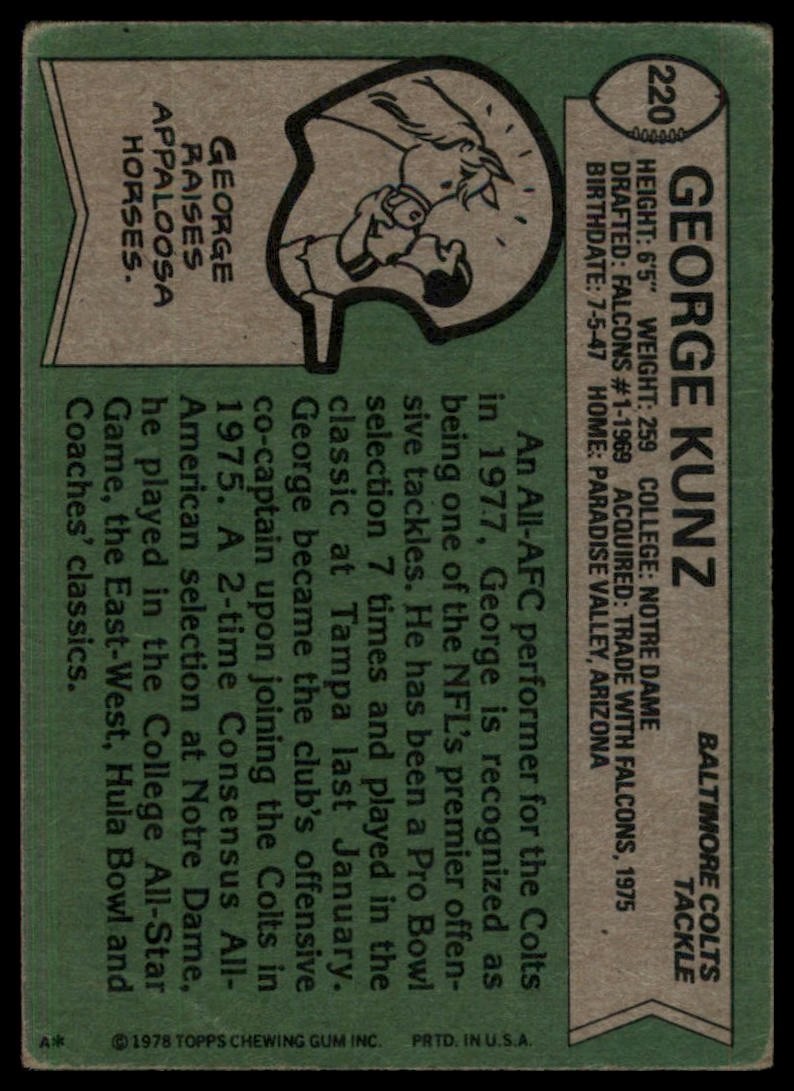 220
GEORGE KUNZ
BALTIMORE COLTS
TACKLE
HEIGHT: 6'5" WEIGHT: 259 COLLEGE: NOTRE DAME
DRAFTED: FALCONS #1-1969 ACQUIRED: TRADE WITH FALCONS, 1975
BIRTHDATE: 7-5-47 HOME: PARADISE VALLEY, ARIZONA
GEORGE
RAISES
APPALOOSA
HORSES.
An All-AFC performer for the Colts
in 1977, George is recognized as
being one of the NFL's premier offen-
sive tackles. He has been a Pro Bowl
selection 7 times and played in the
classic at Tampa last January.
George became the club's offensive
co-captain upon joining the Colts in
1975. A 2-time Consensus All-
American selection at Notre Dame,
he played in the College All-Star
Game, the East-West, Hula Bowl and
Coaches' classics.
A* © 1978 TOPPS CHEWING GUM INC. PRTD. IN U.S.A.